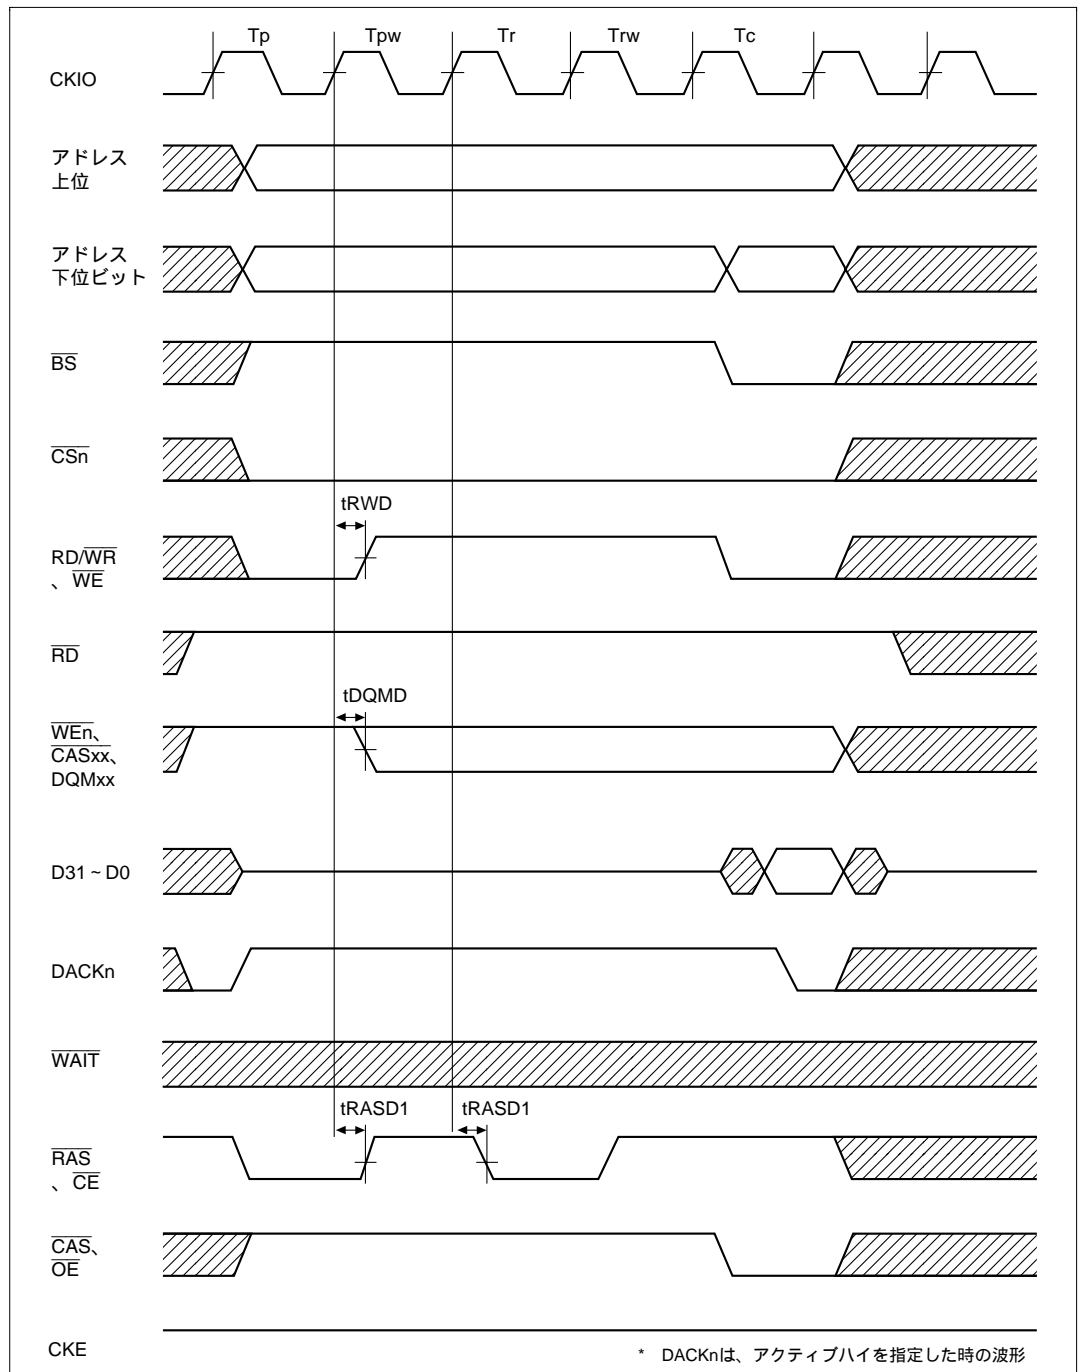 Tp Tpw Tr Trw Tc
CKIO
アドレス
上位
アドレス
下位ビット
BS
CSn
tRWD
RD/WR
、WE
RD
tDQMD
WEn、
CASxx、
DQMxx
D31 ~ D0
DACKn
WAIT
tRASD1 tRASD1
RAS
、CE
CAS、
OE
CKE
* DACKnは、アクティブハイを指定した時の波形